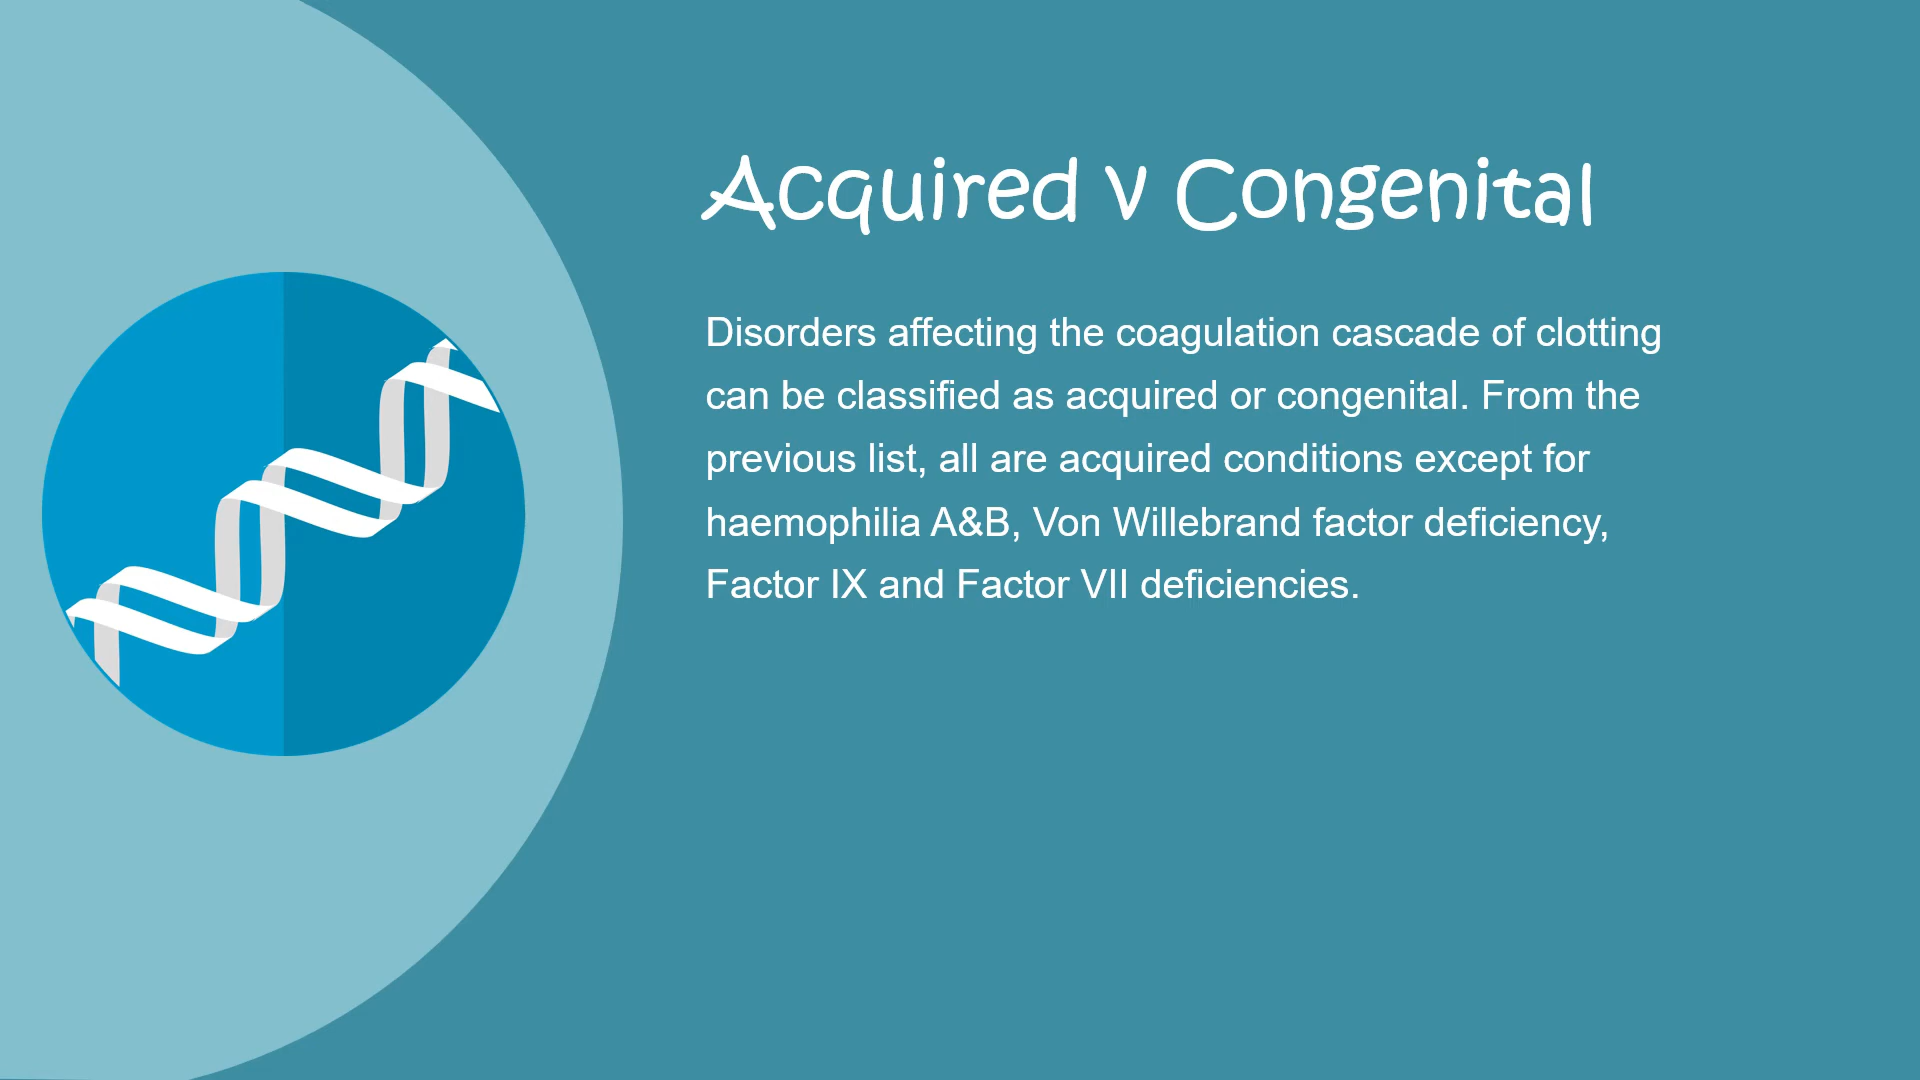 Acquired v Congenital
Disorders affecting the coagulation cascade of clotting
can be classified as acquired or congenital. From the
previous list, all are acquired conditions except for
haemophilia A&B, Von Willebrand factor deficiency,
Factor IX and Factor VII deficiencies.